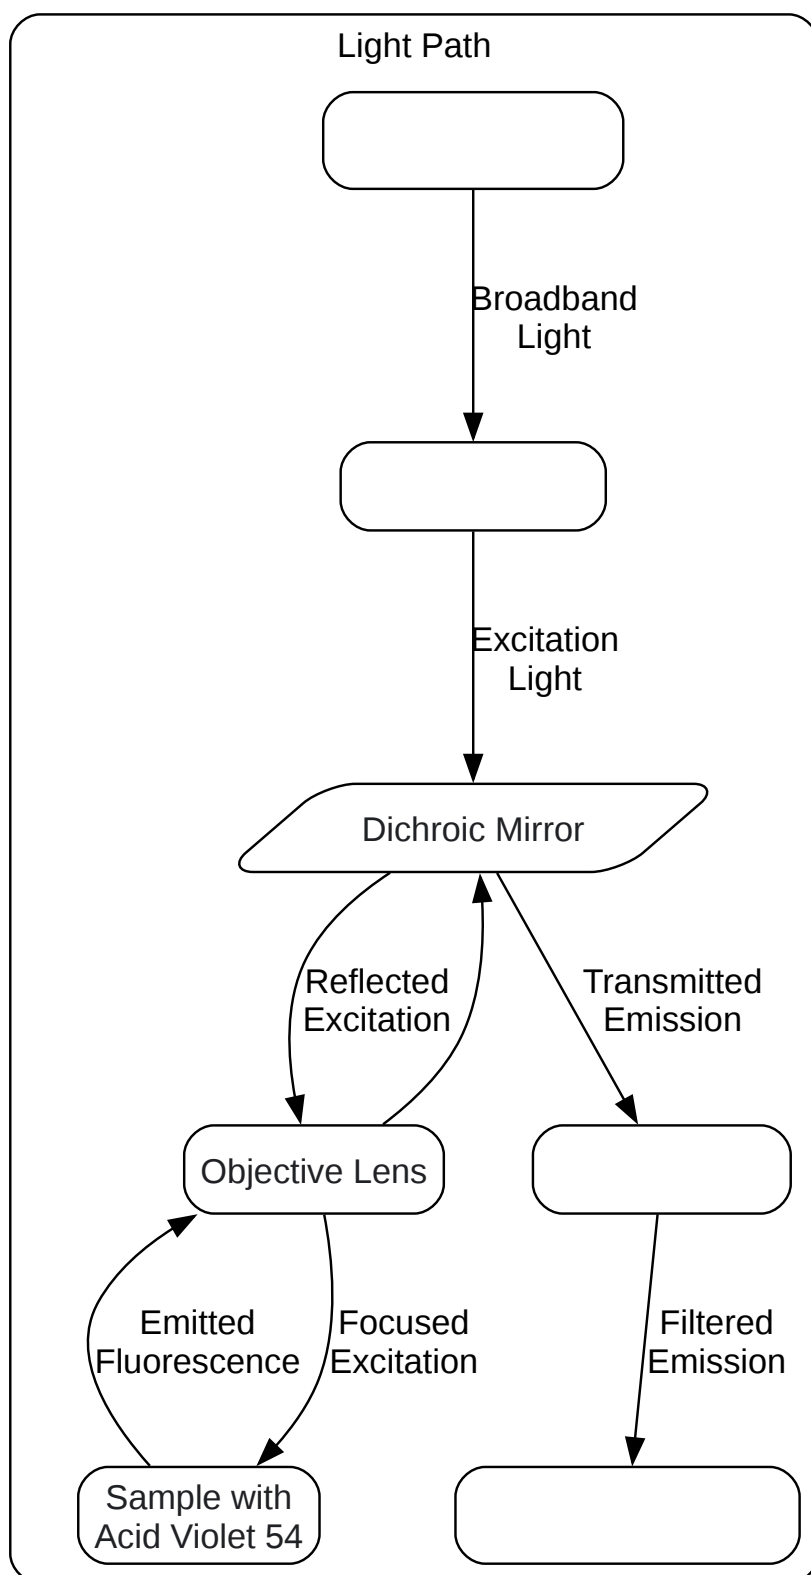 Light Path
Broadband
Light
Excitation
Light
Dichroic Mirror
Reflected
Excitation
Transmitted
Emission
Objective Lens
Emitted
Fluorescence
Focused
Excitation
Filtered
Emission
Sample with
Acid Violet 54